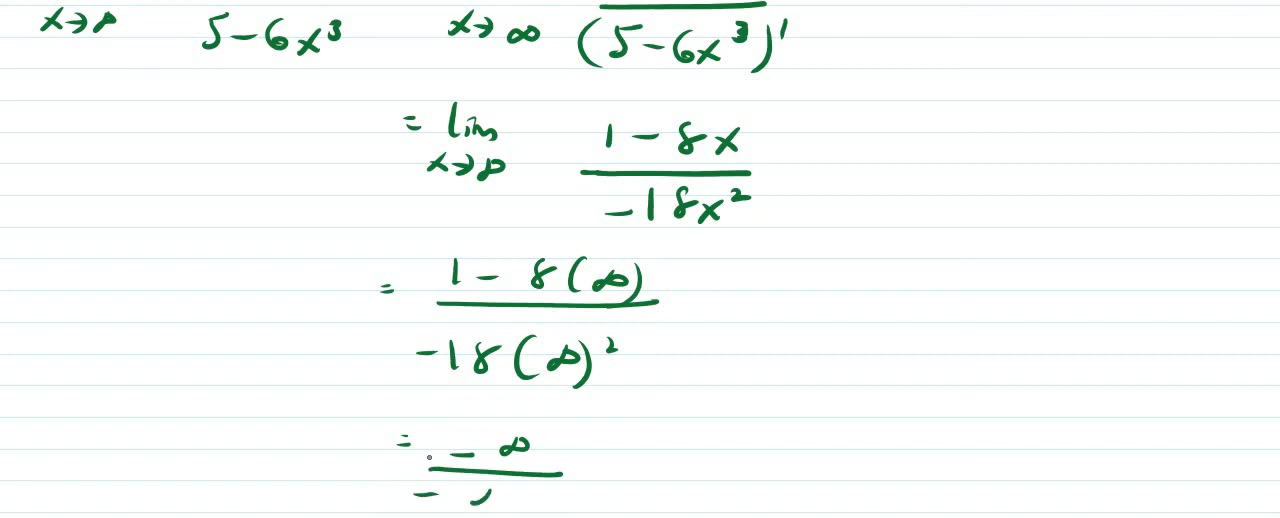 x→∞ 5-6x³ x→∞ (5-6x³)'
= lim 1-8x
x→∞ -18x²
= 1-8(∞)
-18(∞)²
= -∞
-